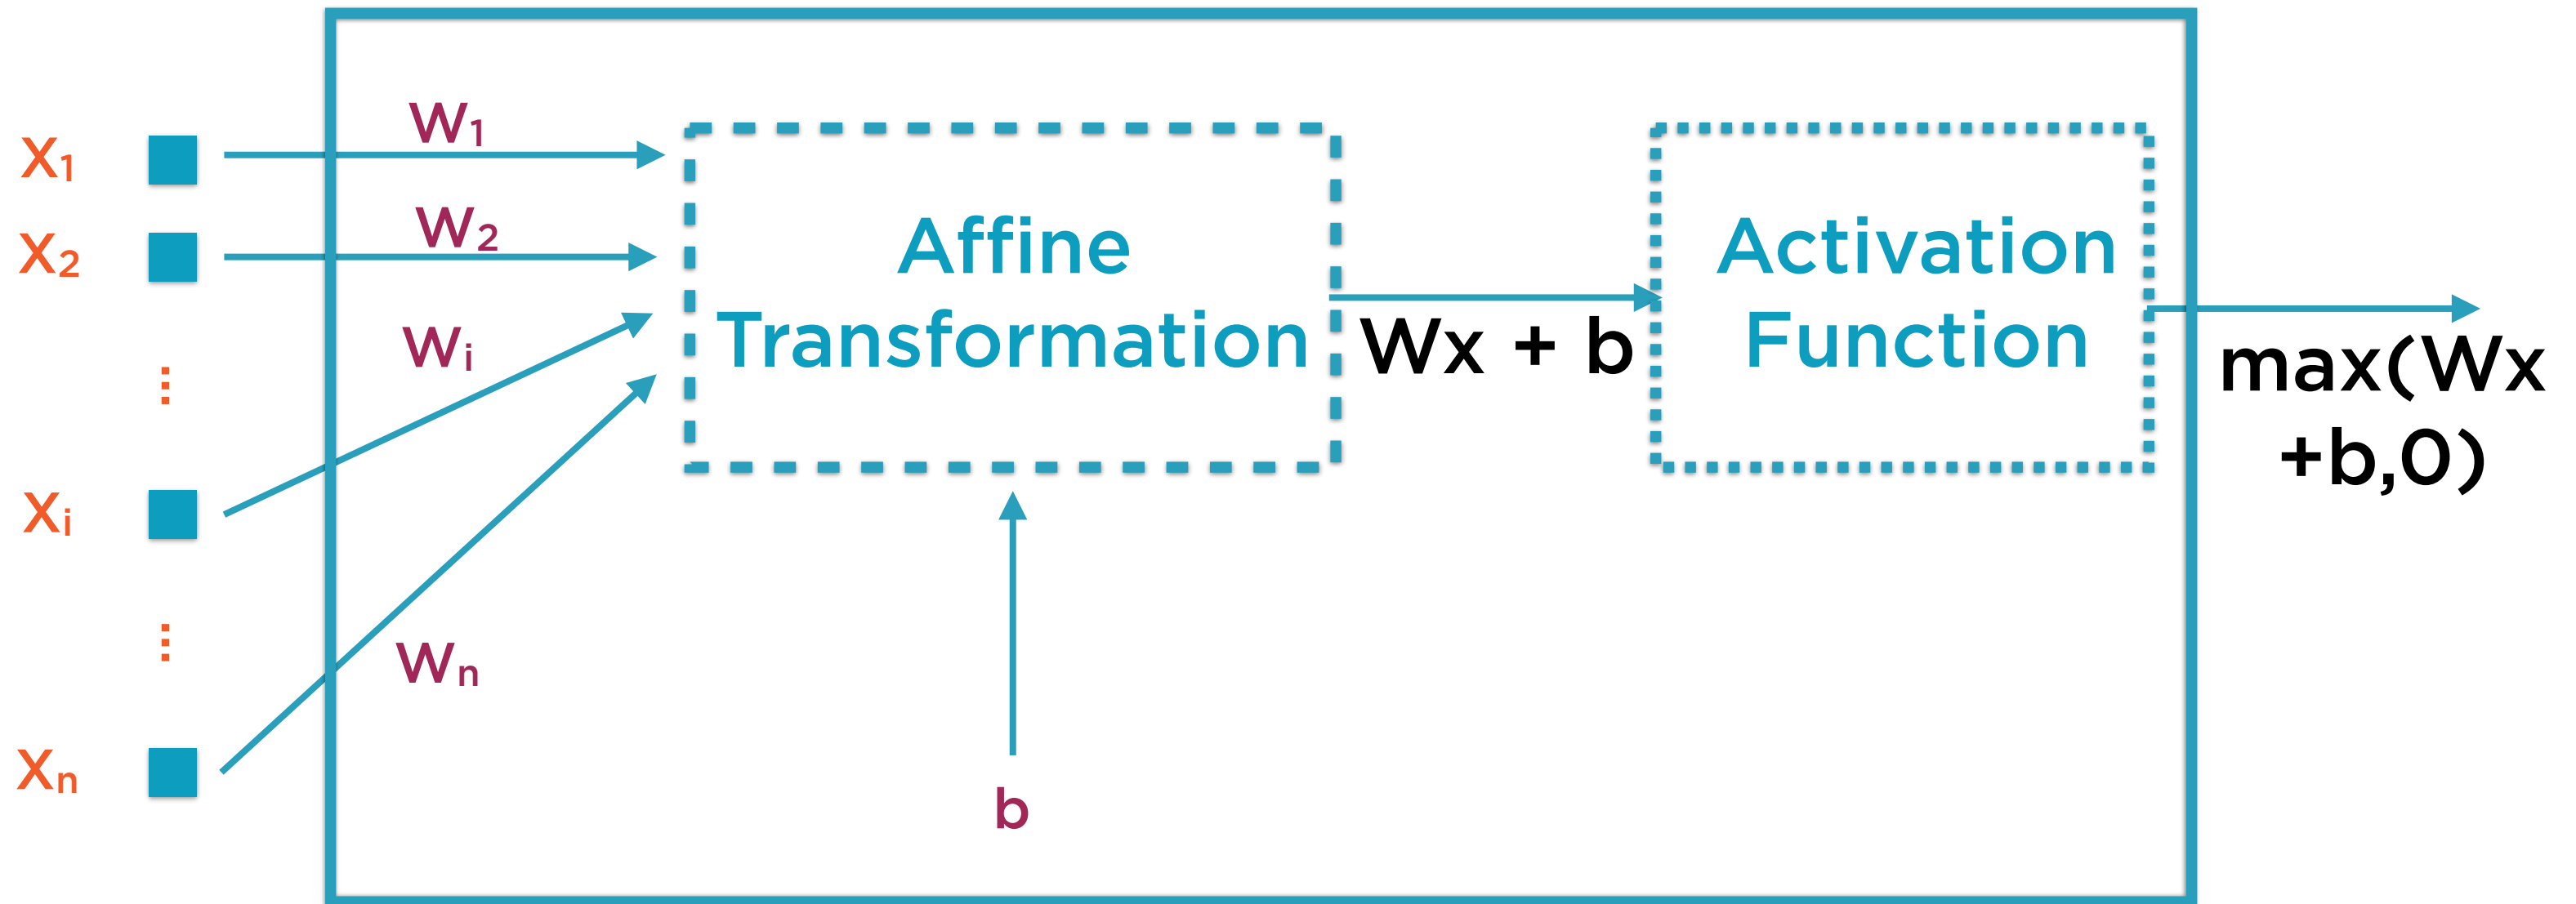 X₁
W₁
X₂
W₂
Affine
Transformation
Wx + b
Activation
Function
max(Wx
+b,0)
Wᵢ
⋮
Xᵢ
⋮
Wₙ
Xₙ
b